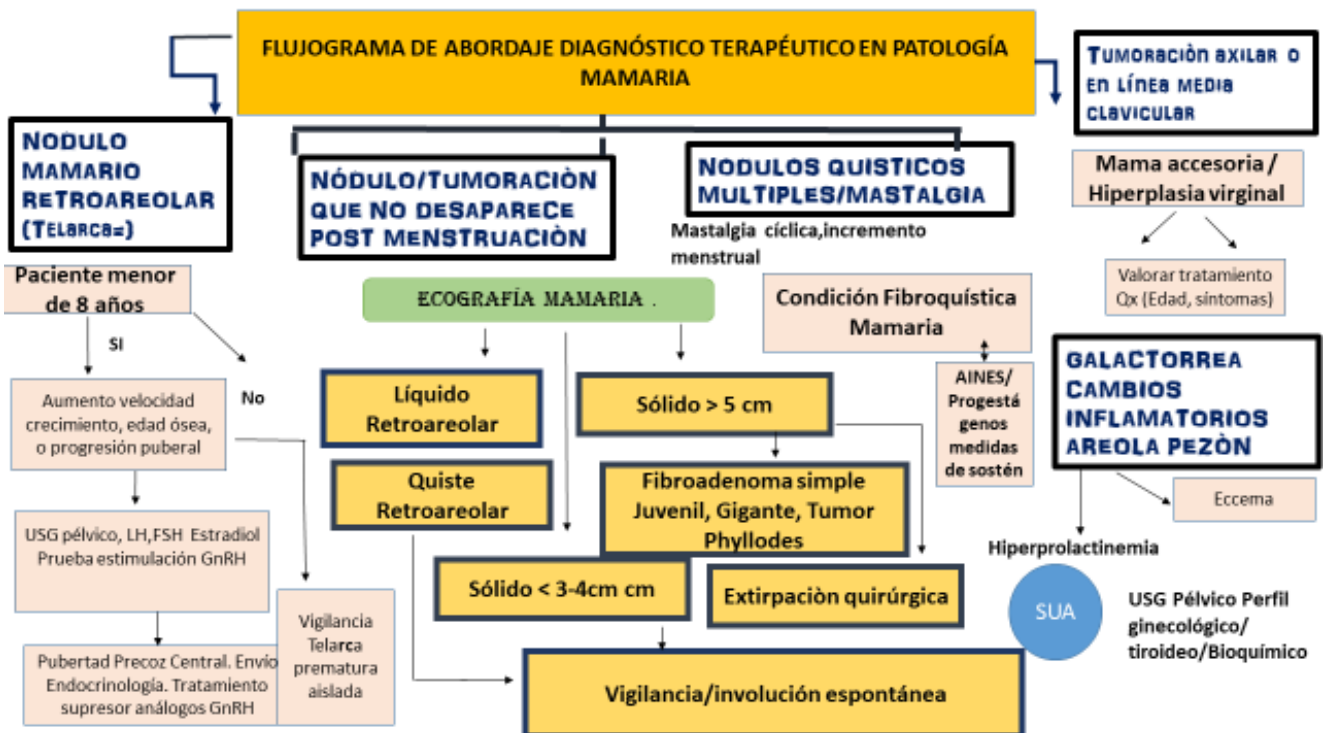 FLUJOGRAMA DE ABORDAJE DIAGNÓSTICO TERAPÉUTICO EN PATOLOGÍA
MAMARIA
NODULO
MAMARIO
RETROAREOLAR
(TELARCA=)
Paciente menor
de 8 años
SI
No
Aumento velocidad
crecimiento, edad ósea,
o progresión puberal
USG pélvico, LH,FSH Estradiol
Prueba estimulación GnRH
Pubertad Precoz Central. Envío
Endocrinología. Tratamiento
supresor análogos GnRH
Vigilancia
Telarca
prematura
aislada
NÓDULO/TUMORACIÒN
QUE NO DESAPARECE
POST MENSTRUACIÒN
ECOGRAFÍA MAMARIA .
Líquido
Retroareolar
Quiste
Retroareolar
Sólido > 5 cm
Fibroadenoma simple
Juvenil, Gigante, Tumor
Phyllodes
Sólido < 3-4cm cm
Extirpaciòn quirúrgica
Vigilancia/involución espontánea
NODULOS QUISTICOS
MULTIPLES/MASTALGIA
Mastalgia cíclica,incremento
menstrual
Condición Fibroquística
Mamaria
AINES/
Progestá
genos
medidas
de sostén
TUMORACIÒN AXILAR O
EN LÍNEA MEDIA
CLAVICULAR
Mama accesoria /
Hiperplasia virginal
Valorar tratamiento
Qx (Edad, síntomas)
GALACTORREA
CAMBIOS
INFLAMATORIOS
AREOLA PEZÒN
Eccema
Hiperprolactinemia
SUA
USG Pélvico Perfil
ginecológico/
tiroideo/Bioquímico